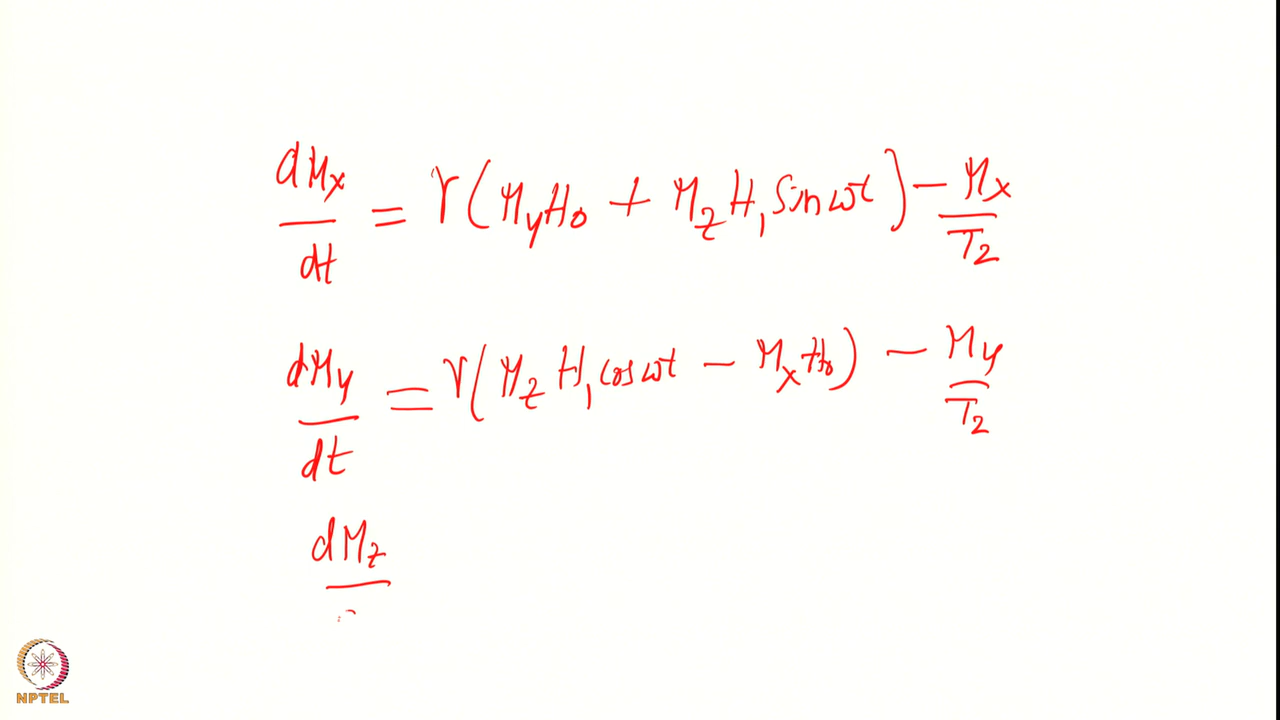 dMx/dt = γ(MyH0 + MzH1 Sin ωt) − Mx/T2
dMy/dt = γ(MzH1 cos ωt − MxH0) − My/T2
dMz
NPTEL